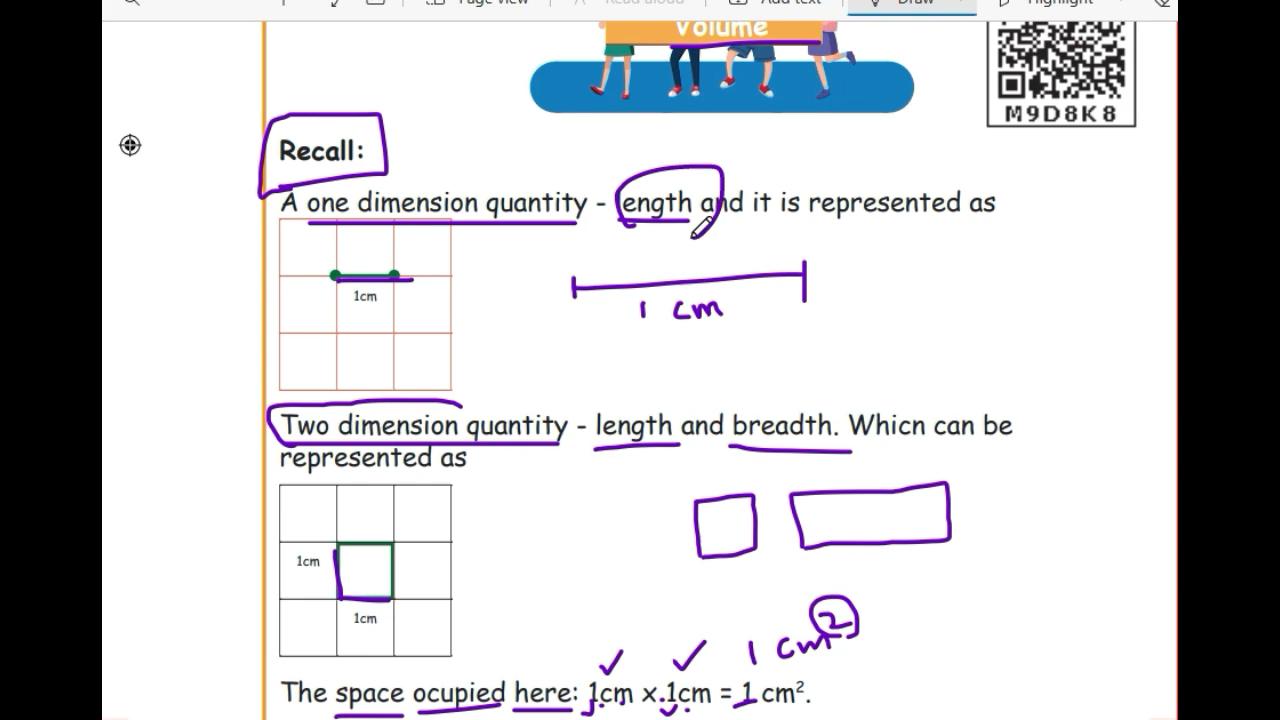 Page view
Read aloud
Add text
Draw
Highlight
Volume
M9D8K8
Recall:
A one dimension quantity - length and it is represented as
1cm
1 cm
Two dimension quantity - length and breadth. Which can be
represented as
1cm
1cm
1 cm²
The space ocupied here: 1cm x 1cm = 1 cm².